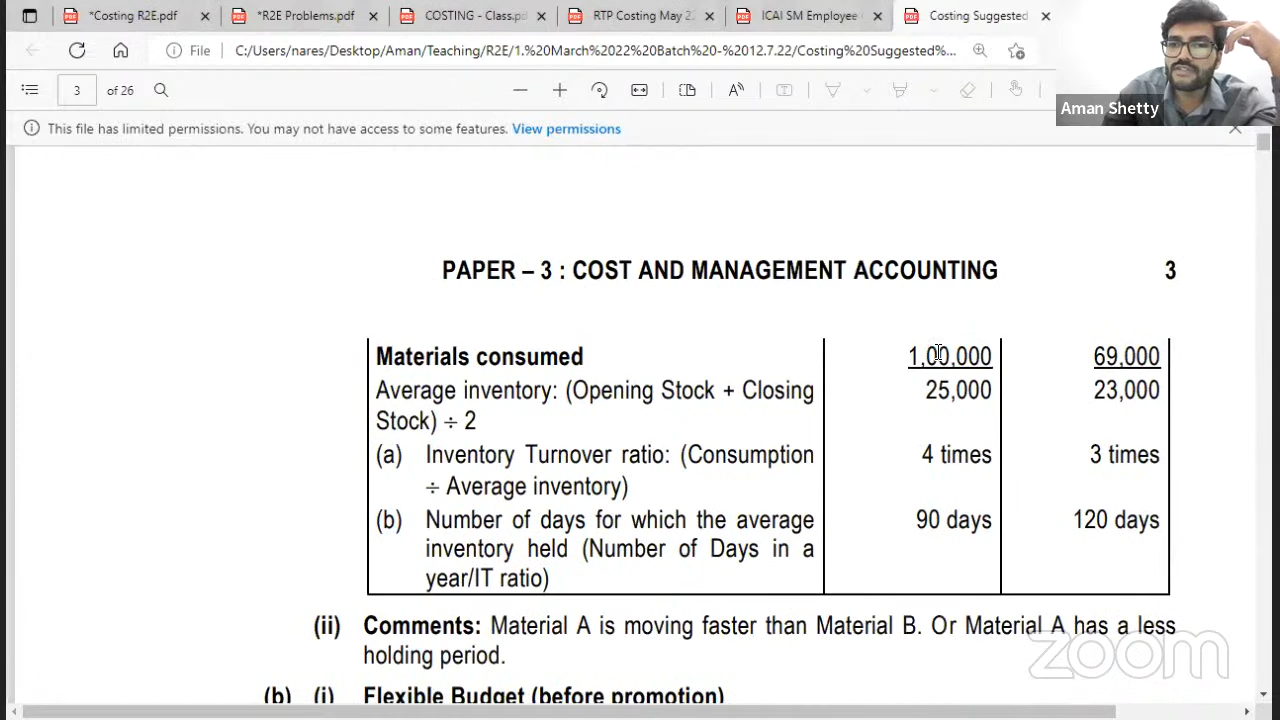 *Costing R2E.pdf
*R2E Problems.pdf
COSTING - Class.pd
RTP Costing May 2
ICAI SM Employee
Costing Suggested
File
C:/Users/nares/Desktop/Aman/Teaching/R2E/1.%20March%2022%20Batch%20-%2012.7.22/Costing%20Suggested%...
3 of 26
Aman Shetty
This file has limited permissions. You may not have access to some features. View permissions
PAPER – 3 : COST AND MANAGEMENT ACCOUNTING 3
Materials consumed 1,00,000 69,000
Average inventory: (Opening Stock + Closing 25,000 23,000
Stock) ÷ 2
(a) Inventory Turnover ratio: (Consumption 4 times 3 times
÷ Average inventory)
(b) Number of days for which the average 90 days 120 days
inventory held (Number of Days in a
year/IT ratio)
(ii) Comments: Material A is moving faster than Material B. Or Material A has a less
holding period.
zoom
(b) (i) Flexible Budget (before promotion)